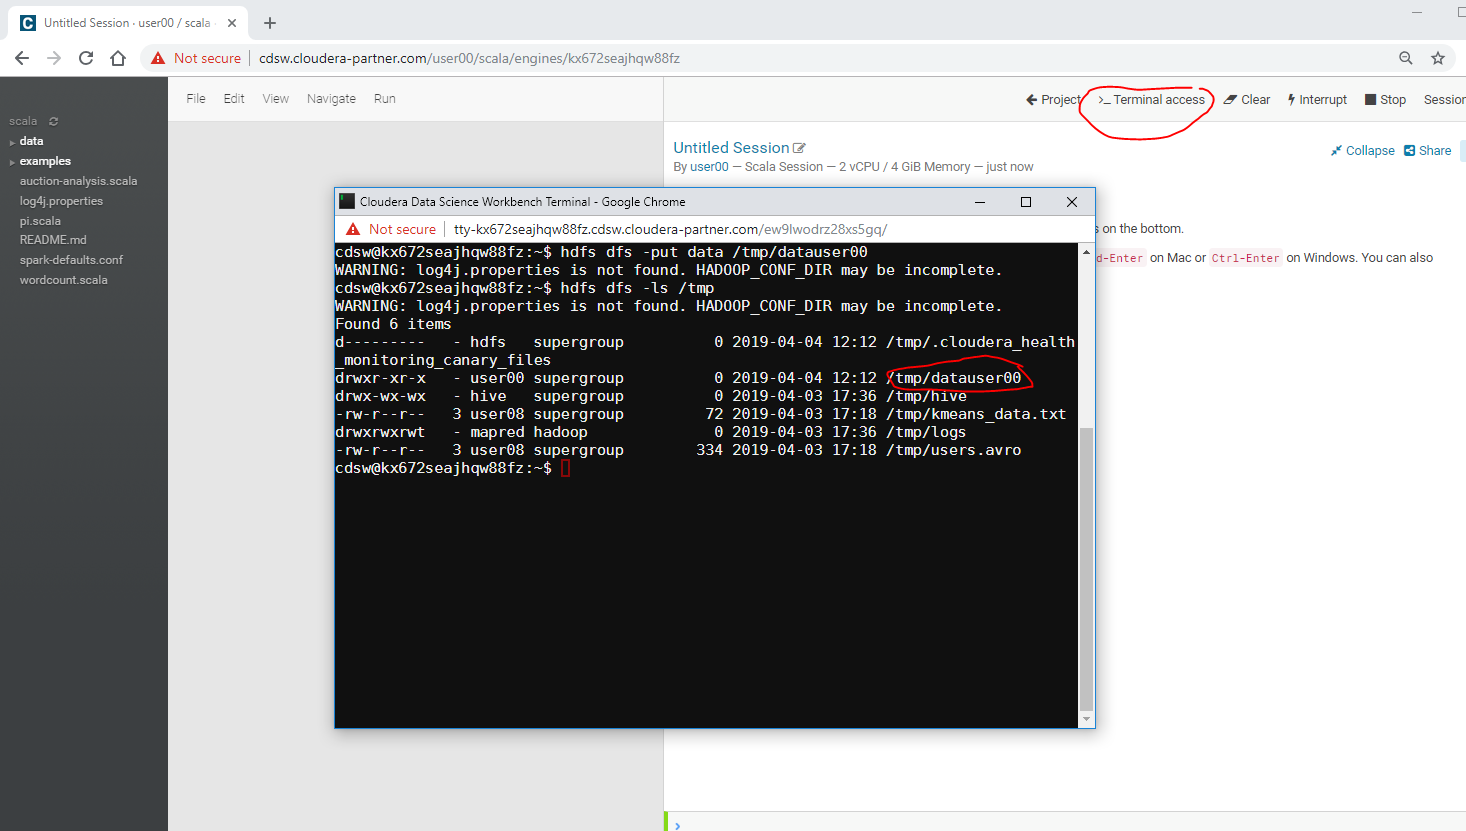 Untitled Session · user00 / scala
Not secure | cdsw.cloudera-partner.com/user00/scala/engines/kx672seajhqw88fz
File Edit View Navigate Run
Project >_ Terminal access Clear Interrupt Stop Session
scala
data
examples
auction-analysis.scala
log4j.properties
pi.scala
README.md
spark-defaults.conf
wordcount.scala
Untitled Session
Collapse Share
By user00 — Scala Session — 2 vCPU / 4 GiB Memory — just now
s on the bottom.
d-Enter on Mac or Ctrl-Enter on Windows. You can also
Cloudera Data Science Workbench Terminal - Google Chrome
Not secure | tty-kx672seajhqw88fz.cdsw.cloudera-partner.com/ew9lwodrz28xs5gq/
cdsw@kx672seajhqw88fz:~$ hdfs dfs -put data /tmp/datauser00
WARNING: log4j.properties is not found. HADOOP_CONF_DIR may be incomplete.
cdsw@kx672seajhqw88fz:~$ hdfs dfs -ls /tmp
WARNING: log4j.properties is not found. HADOOP_CONF_DIR may be incomplete.
Found 6 items
d--------- - hdfs supergroup 0 2019-04-04 12:12 /tmp/.cloudera_health
_monitoring_canary_files
drwxr-xr-x - user00 supergroup 0 2019-04-04 12:12 /tmp/datauser00
drwx-wx-wx - hive supergroup 0 2019-04-03 17:36 /tmp/hive
-rw-r--r-- 3 user08 supergroup 72 2019-04-03 17:18 /tmp/kmeans_data.txt
drwxrwxrwt - mapred hadoop 0 2019-04-03 17:36 /tmp/logs
-rw-r--r-- 3 user08 supergroup 334 2019-04-03 17:18 /tmp/users.avro
cdsw@kx672seajhqw88fz:~$